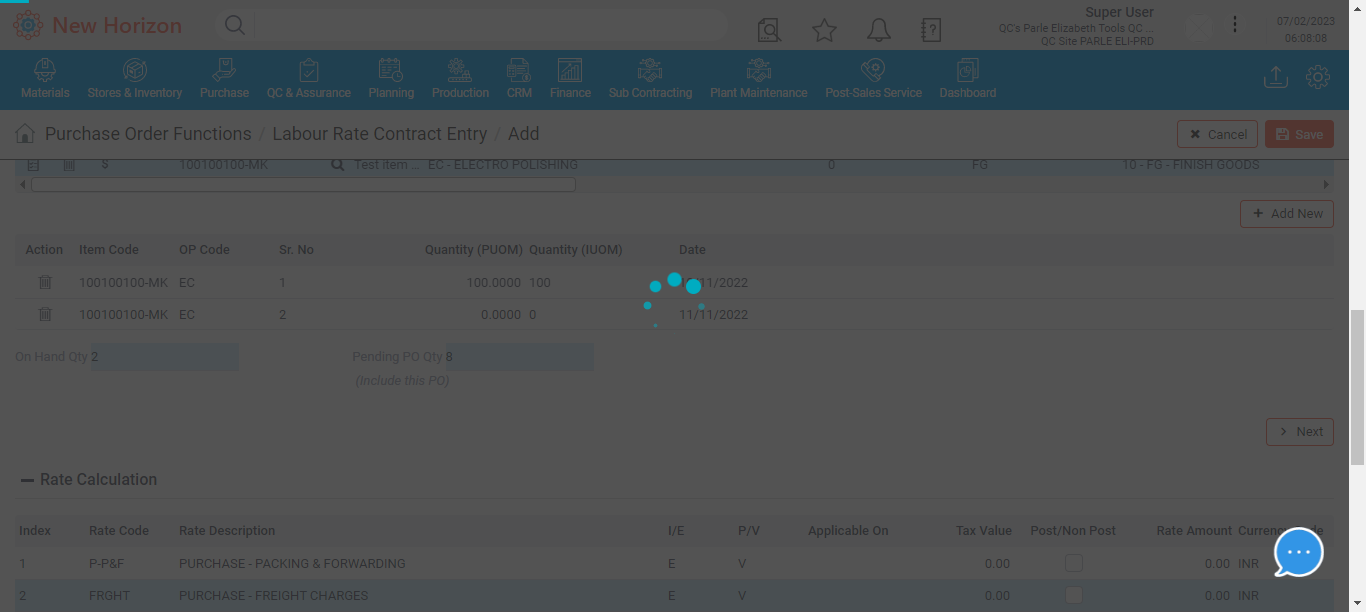 New Horizon
Super User
QC's Parle Elizabeth Tools QC ...
QC Site PARLE ELI-PRD
07/02/2023
06:08:08
Materials Stores & Inventory Purchase QC & Assurance Planning Production CRM Finance Sub Contracting Plant Maintenance Post-Sales Service Dashboard
Purchase Order Functions / Labour Rate Contract Entry / Add
Cancel Save
100100100-MK Test item ... EC - ELECTRO POLISHING 0 FG 10 - FG - FINISH GOODS
+ Add New
Action Item Code OP Code Sr. No Quantity (PUOM) Quantity (IUOM) Date
100100100-MK EC 1 100.0000 100 11/2022
100100100-MK EC 2 0.0000 0 11/11/2022
On Hand Qty 2 Pending PO Qty 8
(Include this PO)
Next
Rate Calculation
Index Rate Code Rate Description I/E P/V Applicable On Tax Value Post/Non Post Rate Amount Currency
1 P-P&F PURCHASE - PACKING & FORWARDING E V 0.00 0.00 INR
2 FRGHT PURCHASE - FREIGHT CHARGES E V 0.00 0.00 INR